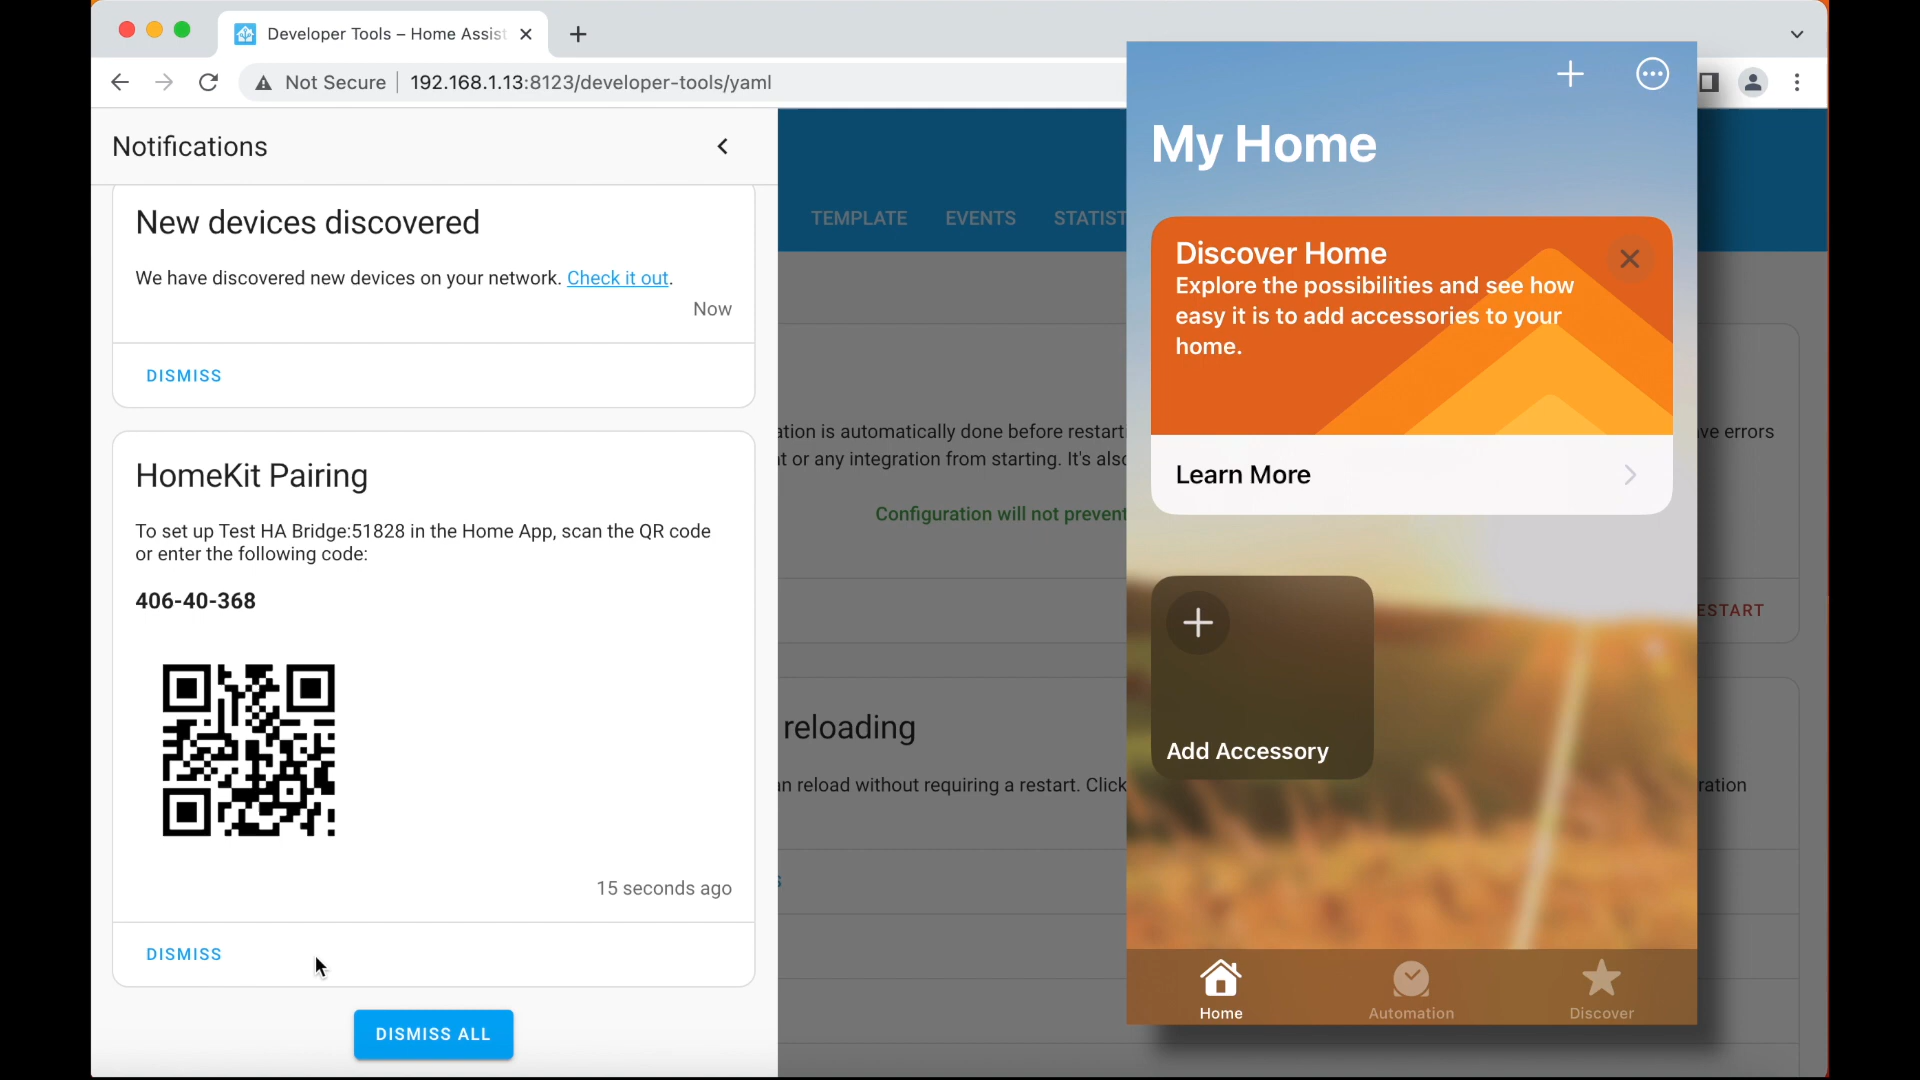 Developer Tools – Home Assist
Not Secure
192.168.1.13:8123/developer-tools/yaml
Notifications
New devices discovered
We have discovered new devices on your network. Check it out.
Now
DISMISS
HomeKit Pairing
To set up Test HA Bridge:51828 in the Home App, scan the QR code
or enter the following code:
406-40-368
15 seconds ago
DISMISS
DISMISS ALL
TEMPLATE EVENTS STATIST
ation is automatically done before restarti
ve errors
t or any integration from starting. It's also
Configuration will not prevent
ESTART
reloading
n reload without requiring a restart. Click
ration
My Home
Discover Home
Explore the possibilities and see how
easy it is to add accessories to your
home.
Learn More
Add Accessory
Home
Automation
Discover